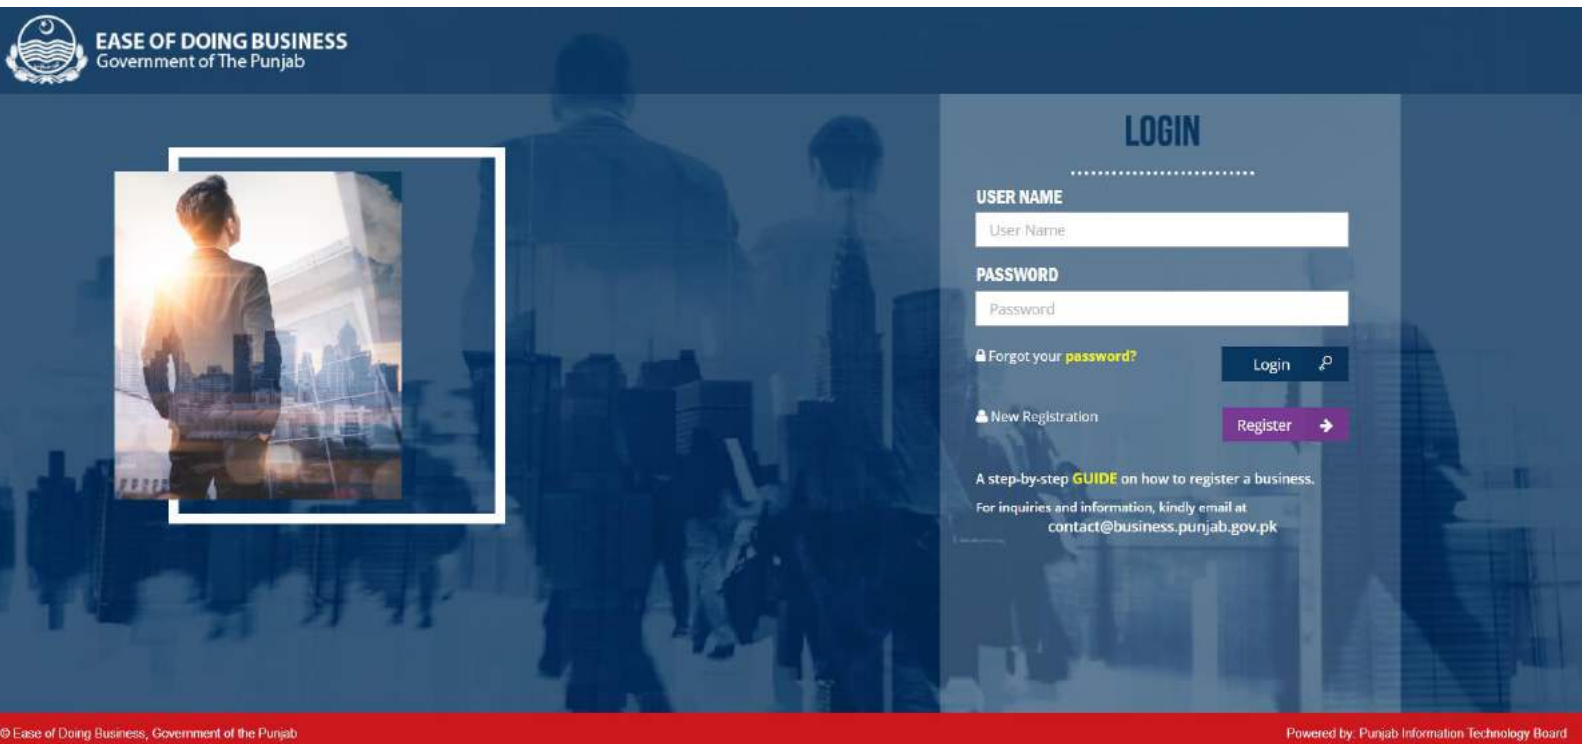 EASE OF DOING BUSINESS
Government of The Punjab
LOGIN
USER NAME
User Name
PASSWORD
Password
Forgot your password?
Login
New Registration
Register
A step-by-step GUIDE on how to register a business.
For inquiries and information, kindly email at
contact@business.punjab.gov.pk
© Ease of Doing Business, Government of the Punjab
Powered by: Punjab Information Technology Board